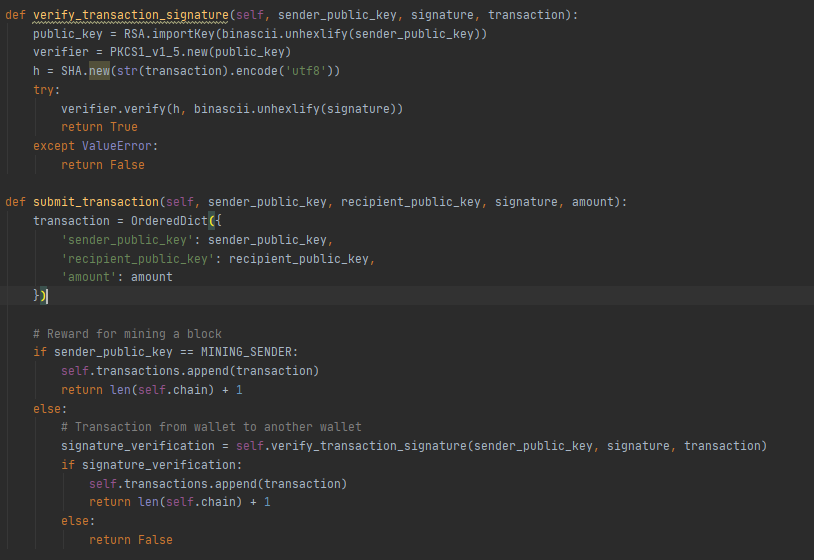 def verify_transaction_signature(self, sender_public_key, signature, transaction):
    public_key = RSA.importKey(binascii.unhexlify(sender_public_key))
    verifier = PKCS1_v1_5.new(public_key)
    h = SHA.new(str(transaction).encode('utf8'))
    try:
        verifier.verify(h, binascii.unhexlify(signature))
        return True
    except ValueError:
        return False
def submit_transaction(self, sender_public_key, recipient_public_key, signature, amount):
    transaction = OrderedDict({
        'sender_public_key': sender_public_key,
        'recipient_public_key': recipient_public_key,
        'amount': amount
    })
    # Reward for mining a block
    if sender_public_key == MINING_SENDER:
        self.transactions.append(transaction)
        return len(self.chain) + 1
    else:
        # Transaction from wallet to another wallet
        signature_verification = self.verify_transaction_signature(sender_public_key, signature, transaction)
        if signature_verification:
            self.transactions.append(transaction)
            return len(self.chain) + 1
        else:
            return False